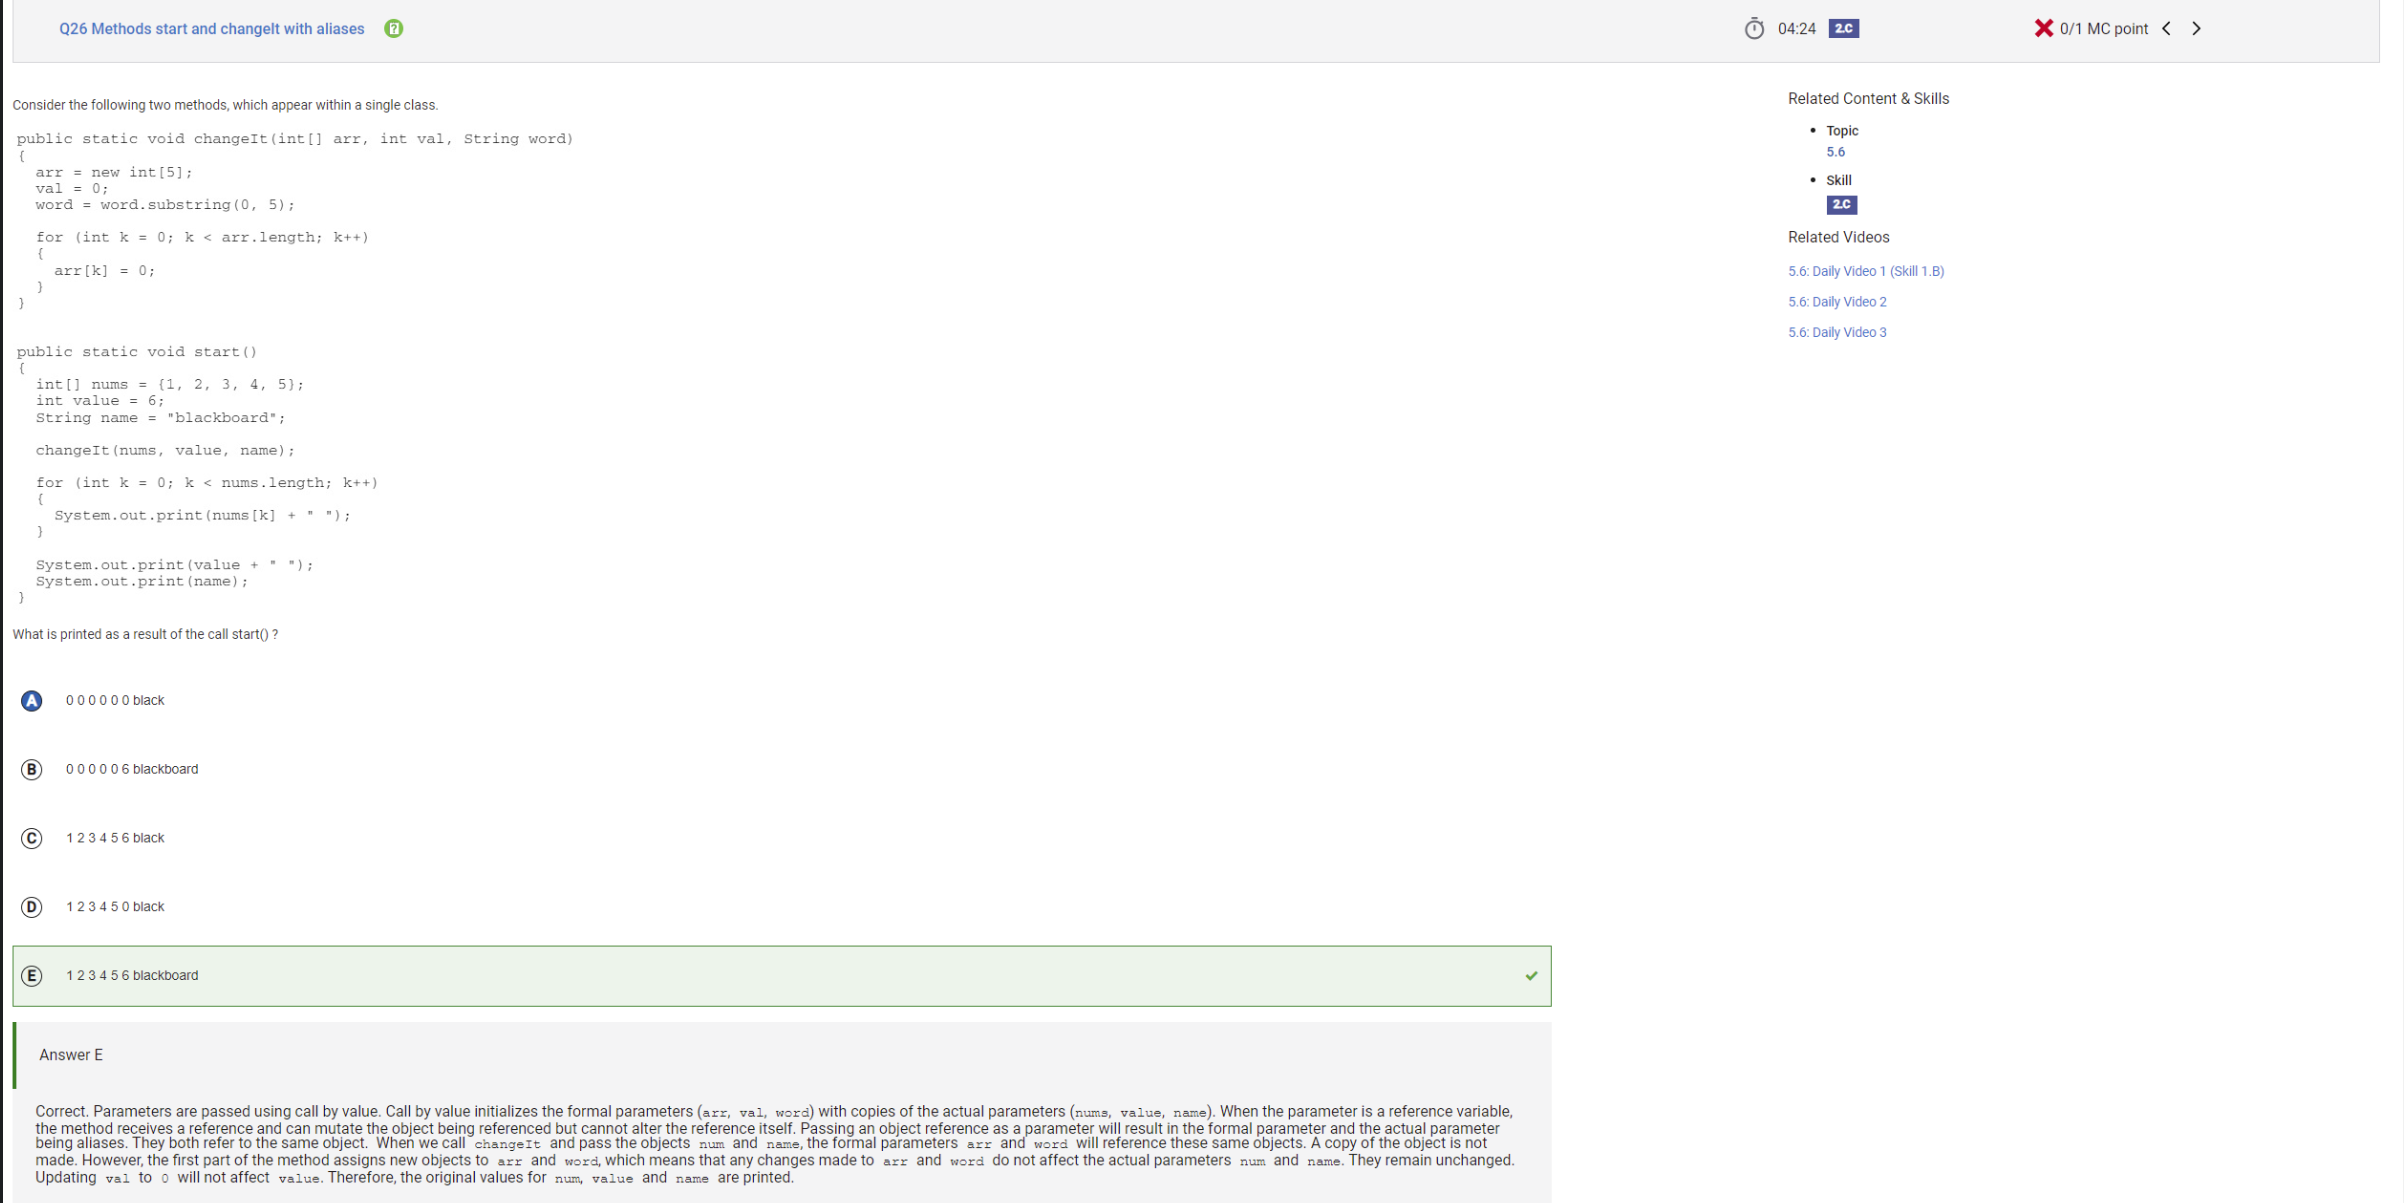 Q26 Methods start and changeIt with aliases
04:24 2.C
0/1 MC point
Consider the following two methods, which appear within a single class.
public static void changeIt(int[] arr, int val, String word)
{
arr = new int[5];
val = 0;
word = word.substring(0, 5);
for (int k = 0; k < arr.length; k++)
{
arr[k] = 0;
}
}
public static void start()
{
int[] nums = {1, 2, 3, 4, 5};
int value = 6;
String name = "blackboard";
changeIt(nums, value, name);
for (int k = 0; k < nums.length; k++)
{
System.out.print(nums[k] + " ");
}
System.out.print(value + " ");
System.out.print(name);
}
What is printed as a result of the call start() ?
A 0 0 0 0 0 0 black
B 0 0 0 0 0 6 blackboard
C 1 2 3 4 5 6 black
D 1 2 3 4 5 0 black
E 1 2 3 4 5 6 blackboard
Answer E
Correct. Parameters are passed using call by value. Call by value initializes the formal parameters (arr, val, word) with copies of the actual parameters (nums, value, name). When the parameter is a reference variable,
the method receives a reference and can mutate the object being referenced but cannot alter the reference itself. Passing an object reference as a parameter will result in the formal parameter and the actual parameter
being aliases. They both refer to the same object. When we call changeIt and pass the objects num and name, the formal parameters arr and word will reference these same objects. A copy of the object is not
made. However, the first part of the method assigns new objects to arr and word, which means that any changes made to arr and word do not affect the actual parameters num and name. They remain unchanged.
Updating val to 0 will not affect value. Therefore, the original values for num, value and name are printed.
Related Content & Skills
• Topic
5.6
• Skill
2.C
Related Videos
5.6: Daily Video 1 (Skill 1.B)
5.6: Daily Video 2
5.6: Daily Video 3